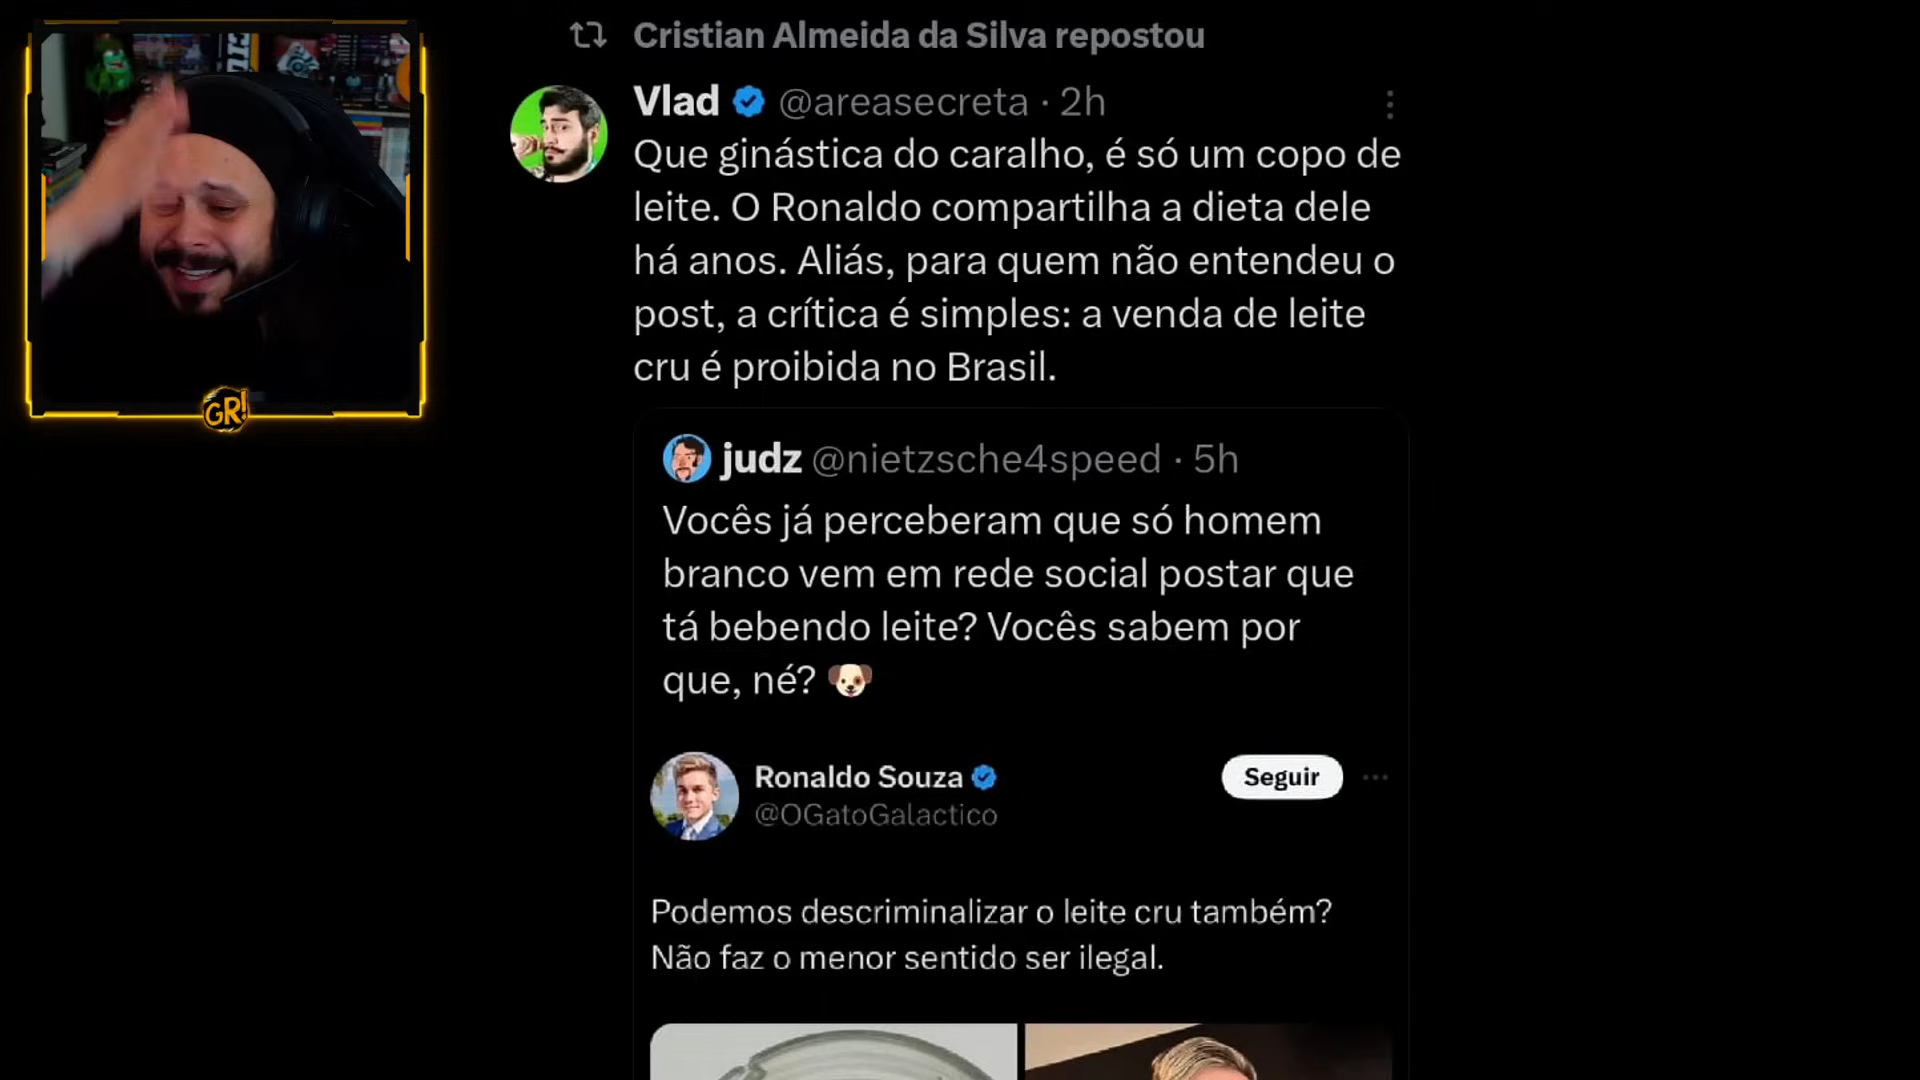 Cristian Almeida da Silva repostou
Vlad @areasecreta · 2h
Que ginástica do caralho, é só um copo de
leite. O Ronaldo compartilha a dieta dele
há anos. Aliás, para quem não entendeu o
post, a crítica é simples: a venda de leite
cru é proibida no Brasil.
GR!
judz @nietzsche4speed · 5h
Vocês já perceberam que só homem
branco vem em rede social postar que
tá bebendo leite? Vocês sabem por
que, né? 🐶
Ronaldo Souza
Seguir
@OGatoGalactico
Podemos descriminalizar o leite cru também?
Não faz o menor sentido ser ilegal.